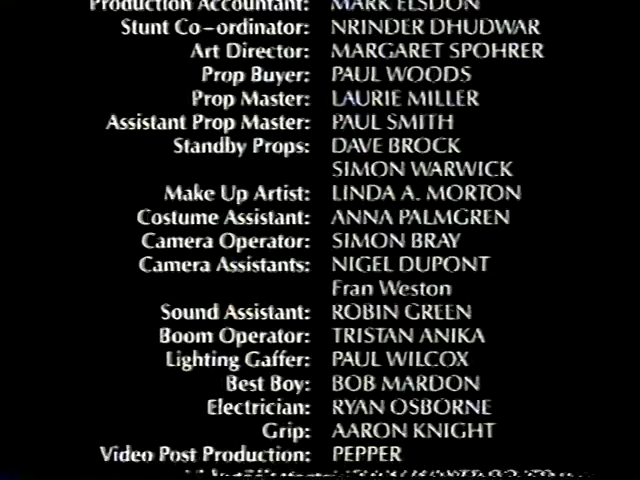 Production Accountant: MARK ELSDON
Stunt Co-ordinator: NRINDER DHUDWAR
Art Director: MARGARET SPOHRER
Prop Buyer: PAUL WOODS
Prop Master: LAURIE MILLER
Assistant Prop Master: PAUL SMITH
Standby Props: DAVE BROCK
SIMON WARWICK
Make Up Artist: LINDA A. MORTON
Costume Assistant: ANNA PALMGREN
Camera Operator: SIMON BRAY
Camera Assistants: NIGEL DUPONT
Fran Weston
Sound Assistant: ROBIN GREEN
Boom Operator: TRISTAN ANIKA
Lighting Gaffer: PAUL WILCOX
Best Boy: BOB MARDON
Electrician: RYAN OSBORNE
Grip: AARON KNIGHT
Video Post Production: PEPPER